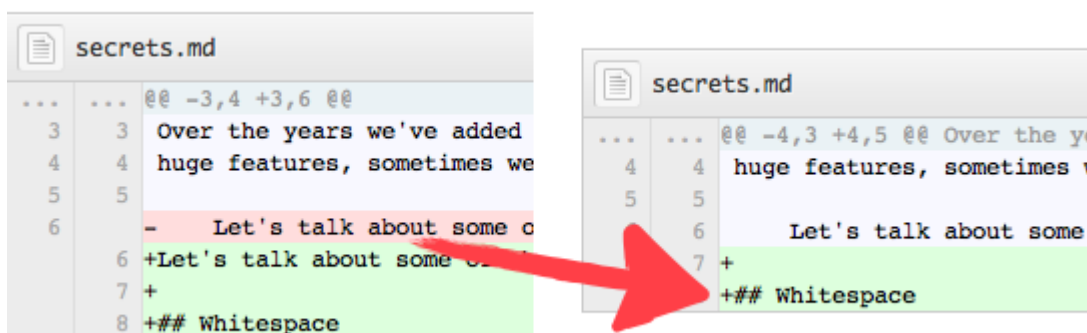 secrets.md
... ... @@ -3,4 +3,6 @@
3 3 Over the years we've added
4 4 huge features, sometimes we
5 5
6 - Let's talk about some o
6 +Let's talk about some
7 +
8 +## Whitespace
secrets.md
... ... @@ -4,3 +4,5 @@ Over the y
4 4 huge features, sometimes
5 5
6 Let's talk about some
7 +
+## Whitespace